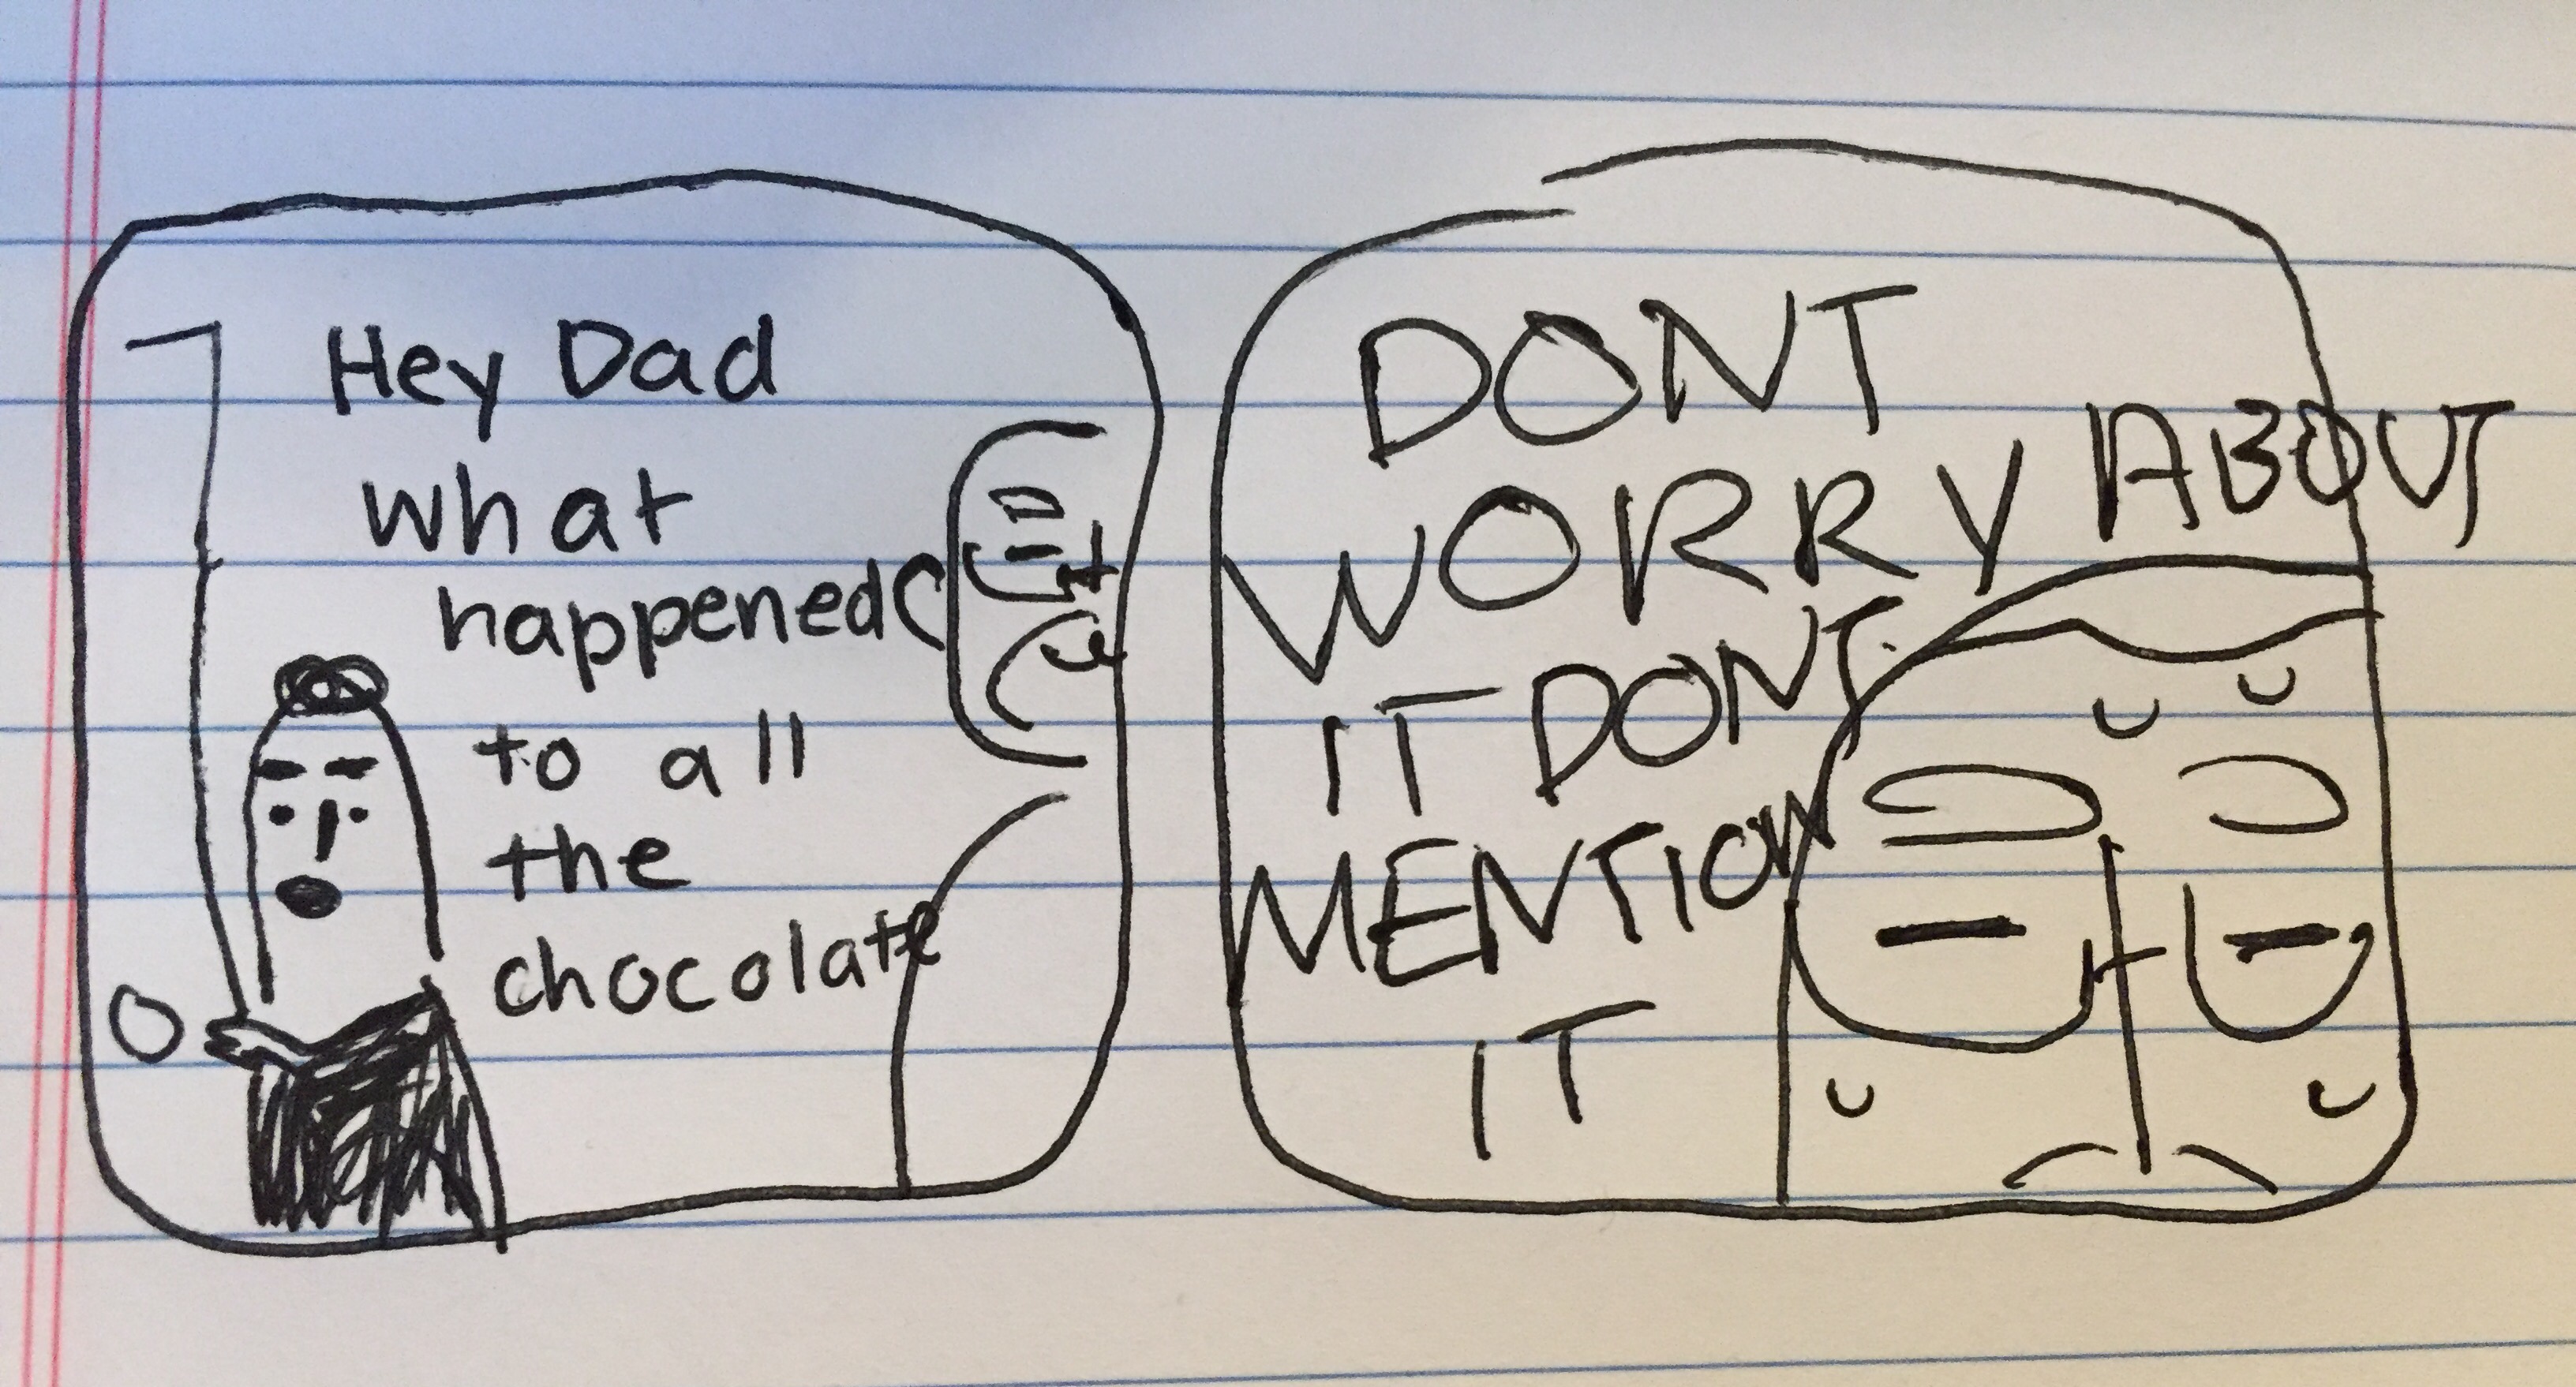 Hey Dad
what
happened
to all
the
chocolate
DONT
WORRY ABOUT
IT DONT
MENTION
IT